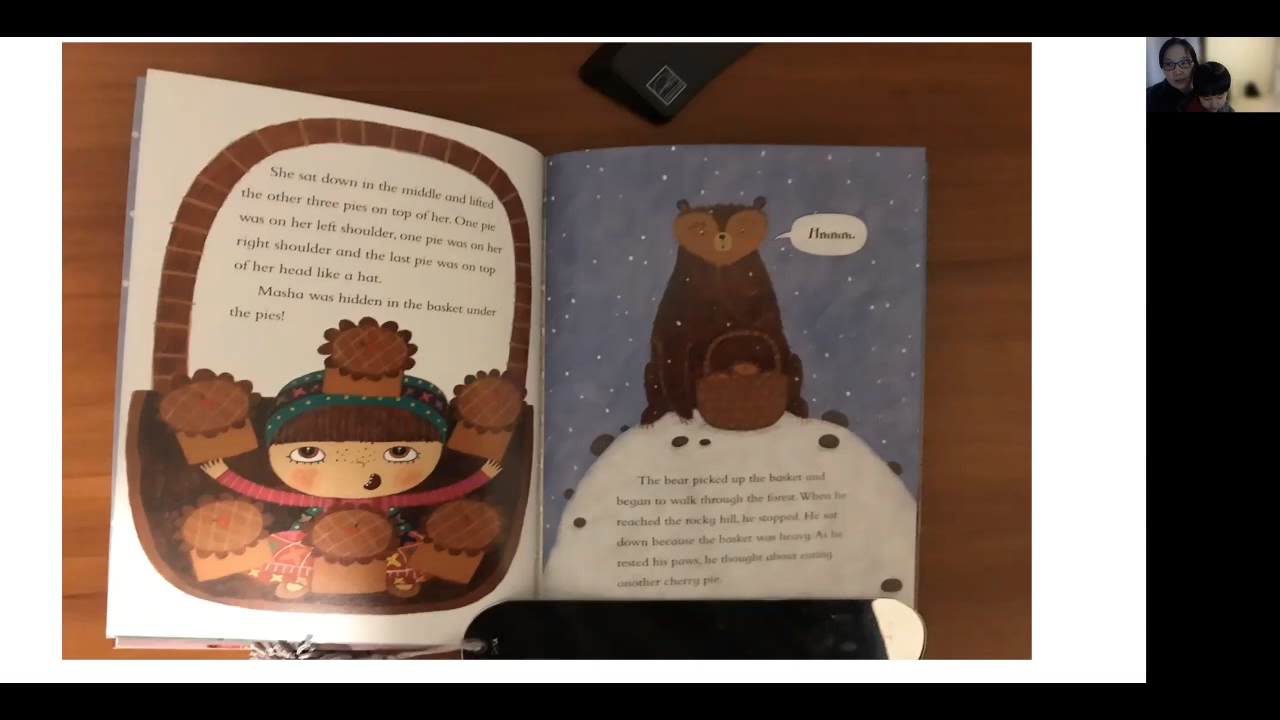 She sat down in the middle and lifted
the other three pies on top of her. One pie
was on her left shoulder, one pie was on her
right shoulder and the last pie was on top
of her head like a hat.
Masha was hidden in the basket under
the pies!
Hmmm.
The bear picked up the basket and
began to walk through the forest. When he
reached the rocky hill, he stopped. He sat
down because the basket was heavy. As he
rested his paws, he thought about eating
another cherry pie.